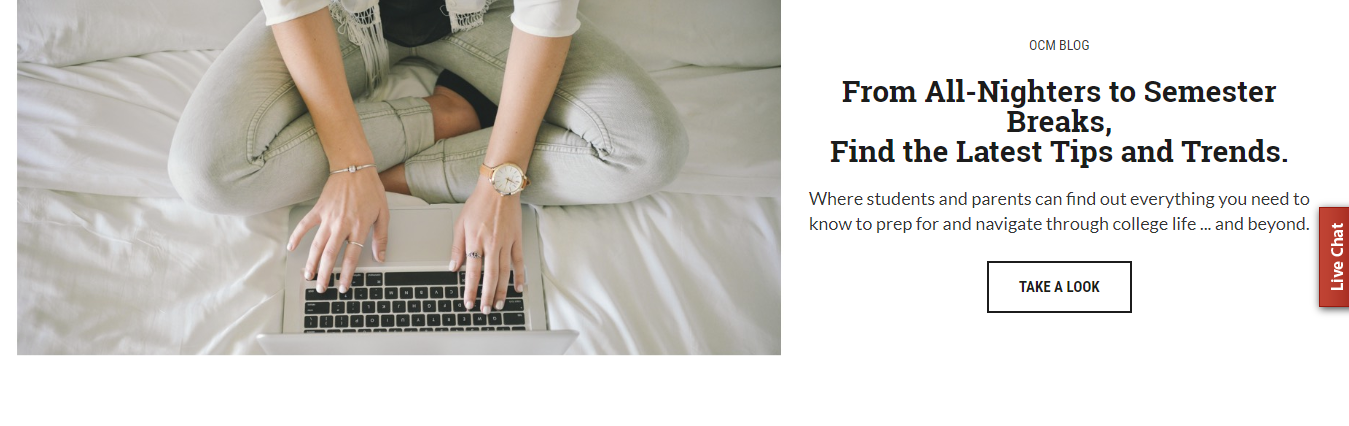 OCM BLOG
From All-Nighters to Semester
Breaks,
Find the Latest Tips and Trends.
Where students and parents can find out everything you need to
know to prep for and navigate through college life ... and beyond.
TAKE A LOOK
Live Chat